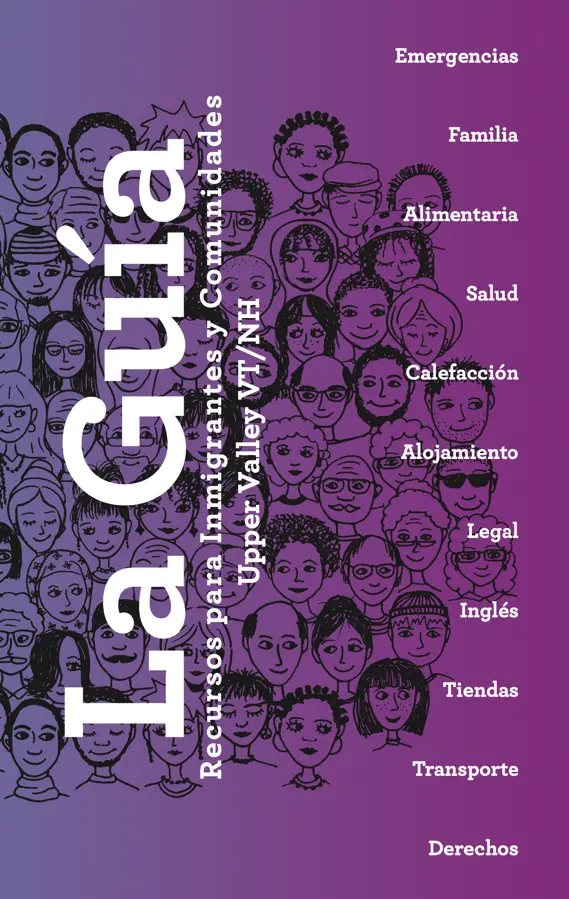 La Guía
Recursos para Inmigrantes y Comunidades
Upper Valley VT/NH
Emergencias
Familia
Alimentaria
Salud
Calefacción
Alojamiento
Legal
Inglés
Tiendas
Transporte
Derechos